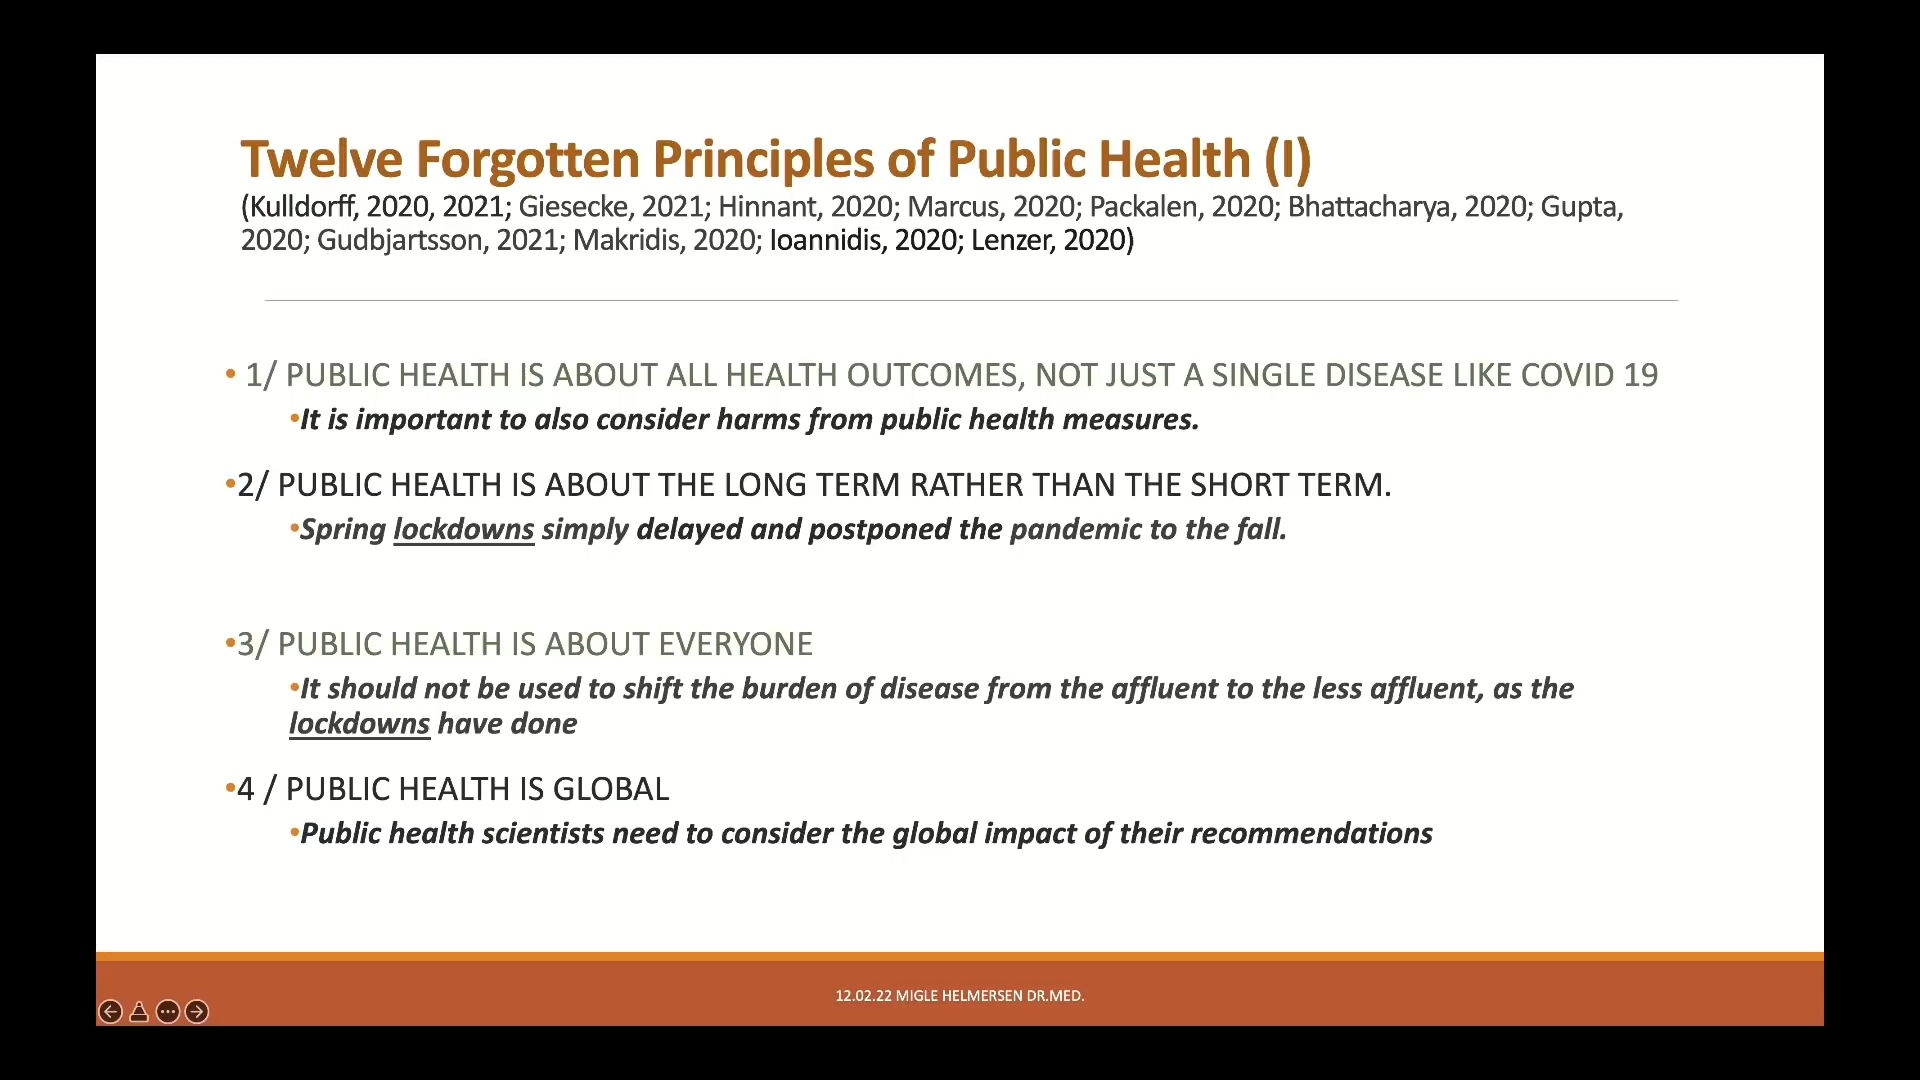 Twelve Forgotten Principles of Public Health (I)
(Kulldorff, 2020, 2021; Giesecke, 2021; Hinnant, 2020; Marcus, 2020; Packalen, 2020; Bhattacharya, 2020; Gupta,
2020; Gudbjartsson, 2021; Makridis, 2020; Ioannidis, 2020; Lenzer, 2020)
• 1/ PUBLIC HEALTH IS ABOUT ALL HEALTH OUTCOMES, NOT JUST A SINGLE DISEASE LIKE COVID 19
•It is important to also consider harms from public health measures.
•2/ PUBLIC HEALTH IS ABOUT THE LONG TERM RATHER THAN THE SHORT TERM.
•Spring lockdowns simply delayed and postponed the pandemic to the fall.
•3/ PUBLIC HEALTH IS ABOUT EVERYONE
•It should not be used to shift the burden of disease from the affluent to the less affluent, as the
lockdowns have done
•4 / PUBLIC HEALTH IS GLOBAL
•Public health scientists need to consider the global impact of their recommendations
12.02.22 MIGLE HELMERSEN DR.MED.